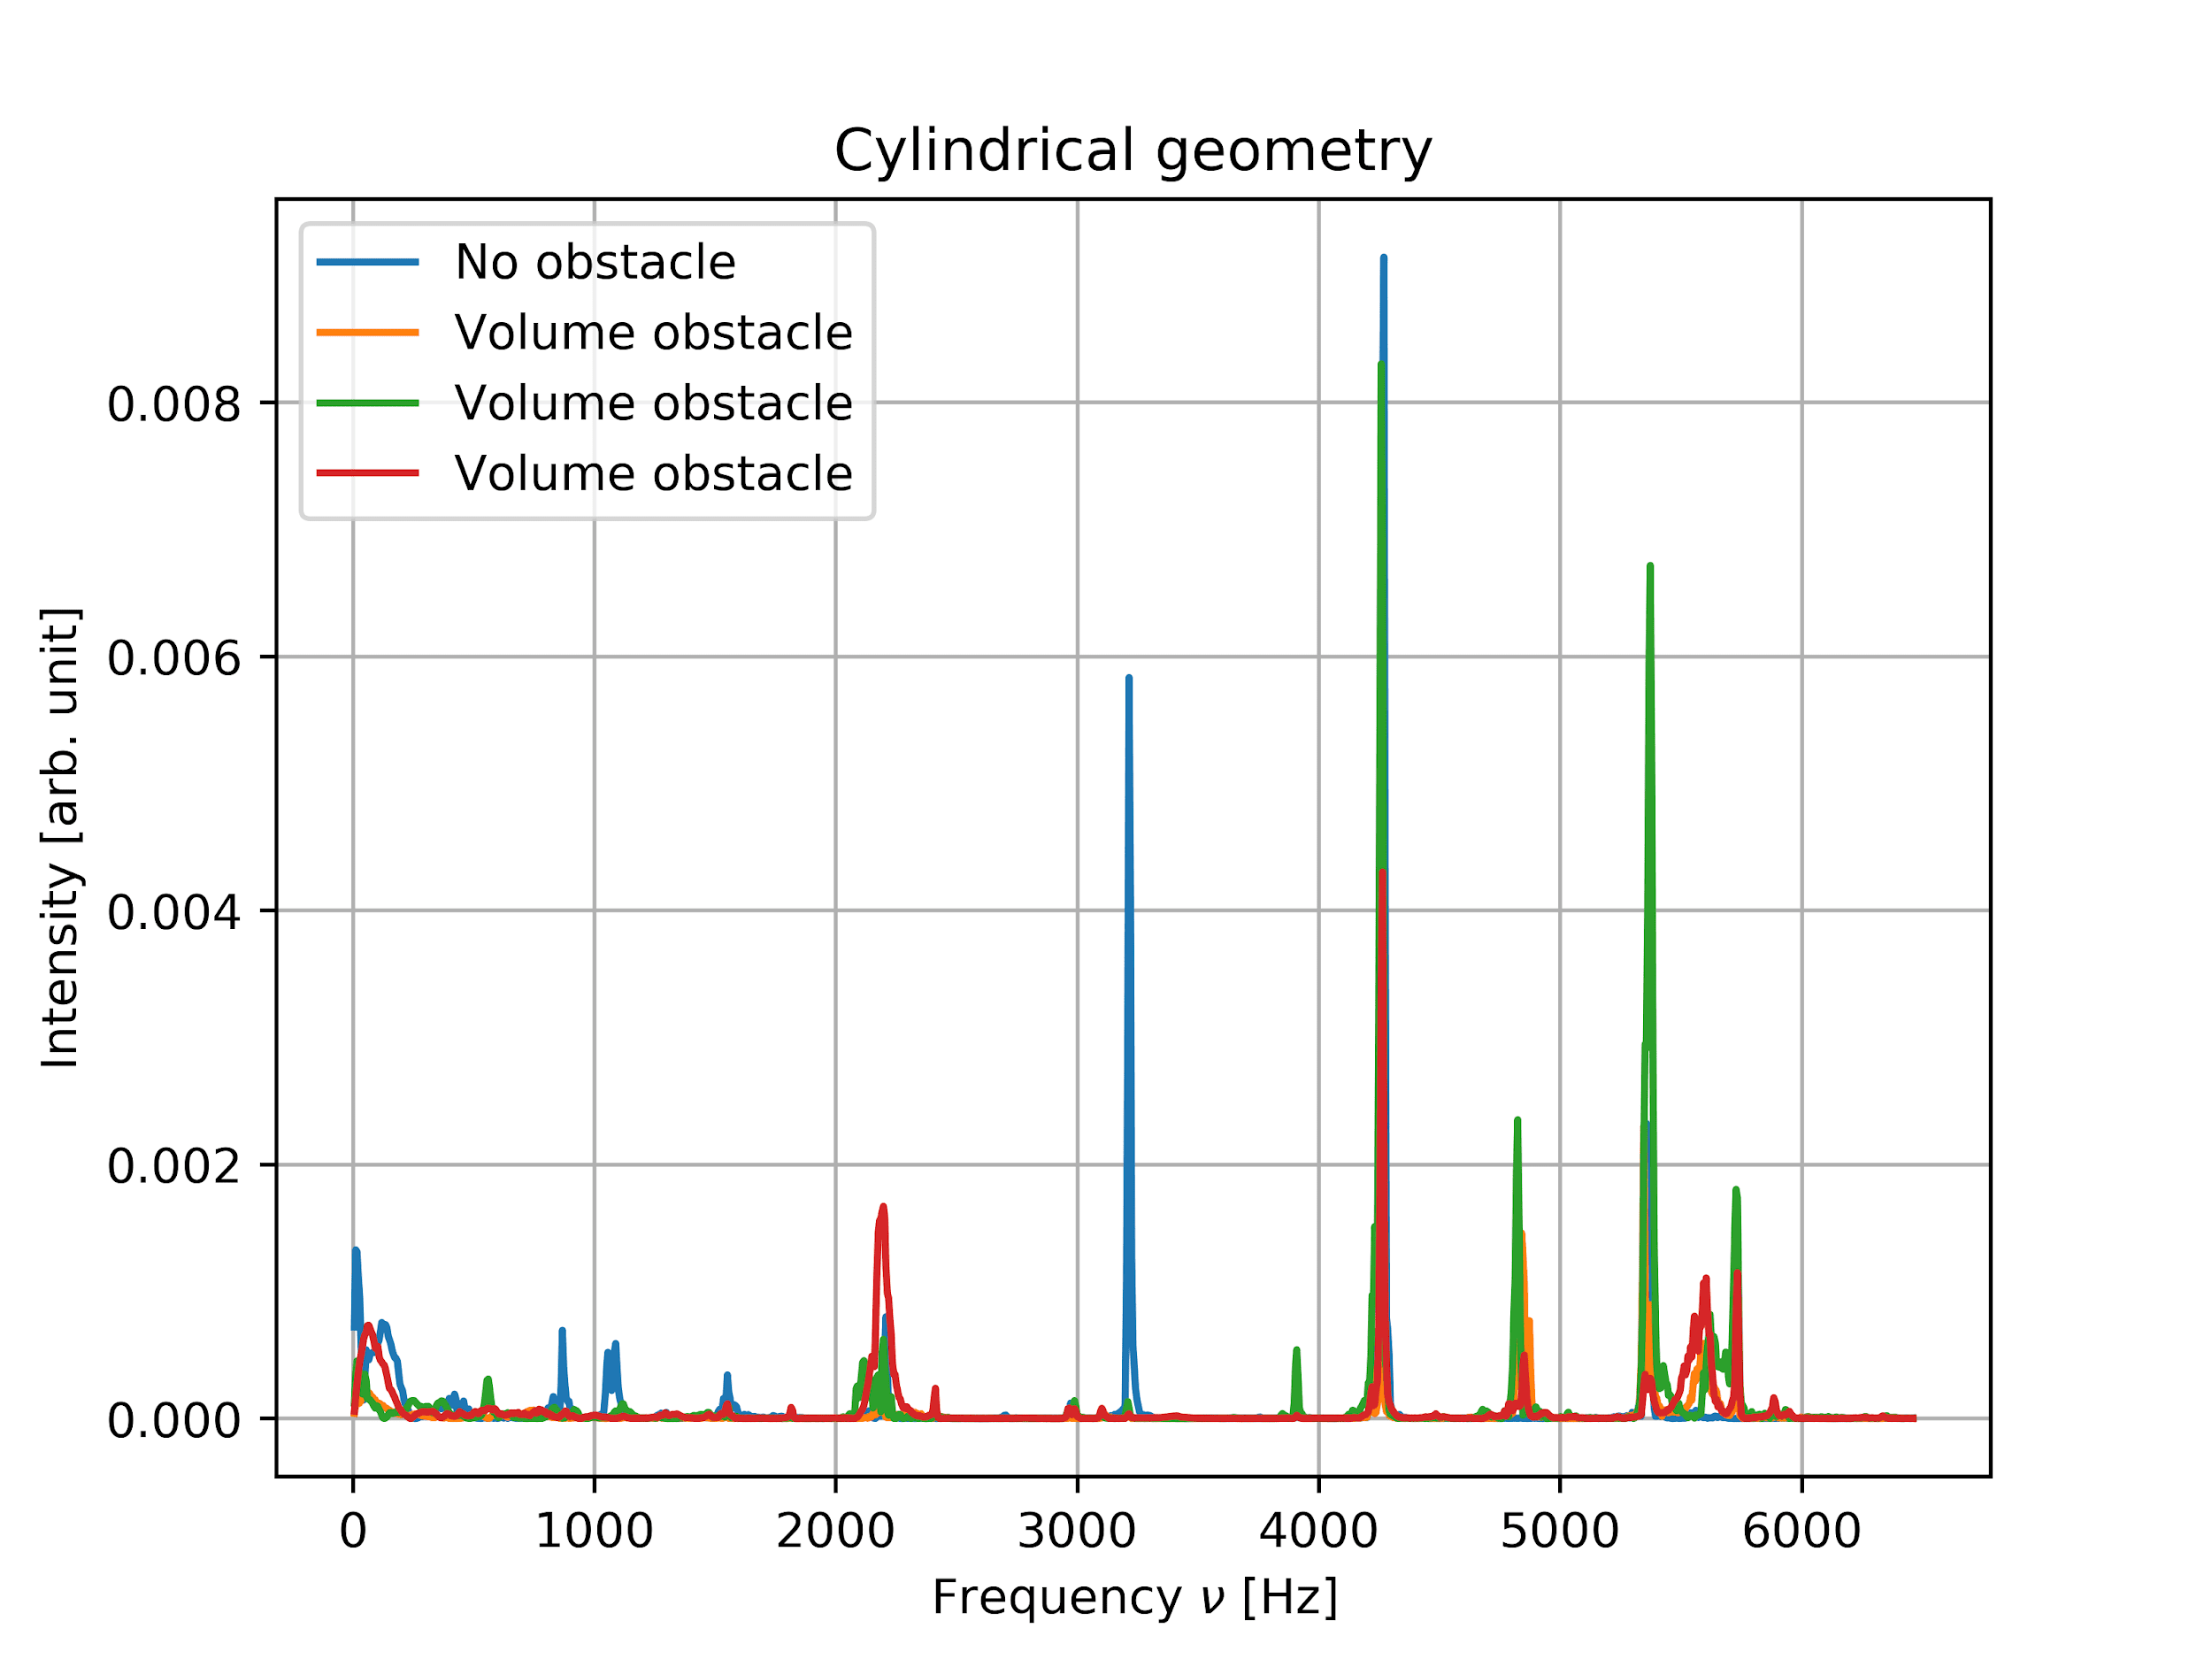 Cylindrical geometry
No obstacle
Volume obstacle
Volume obstacle
Volume obstacle
0.008
0.006
0.004
0.002
0.000
Intensity [arb. unit]
0 1000 2000 3000 4000 5000 6000
Frequency ν [Hz]